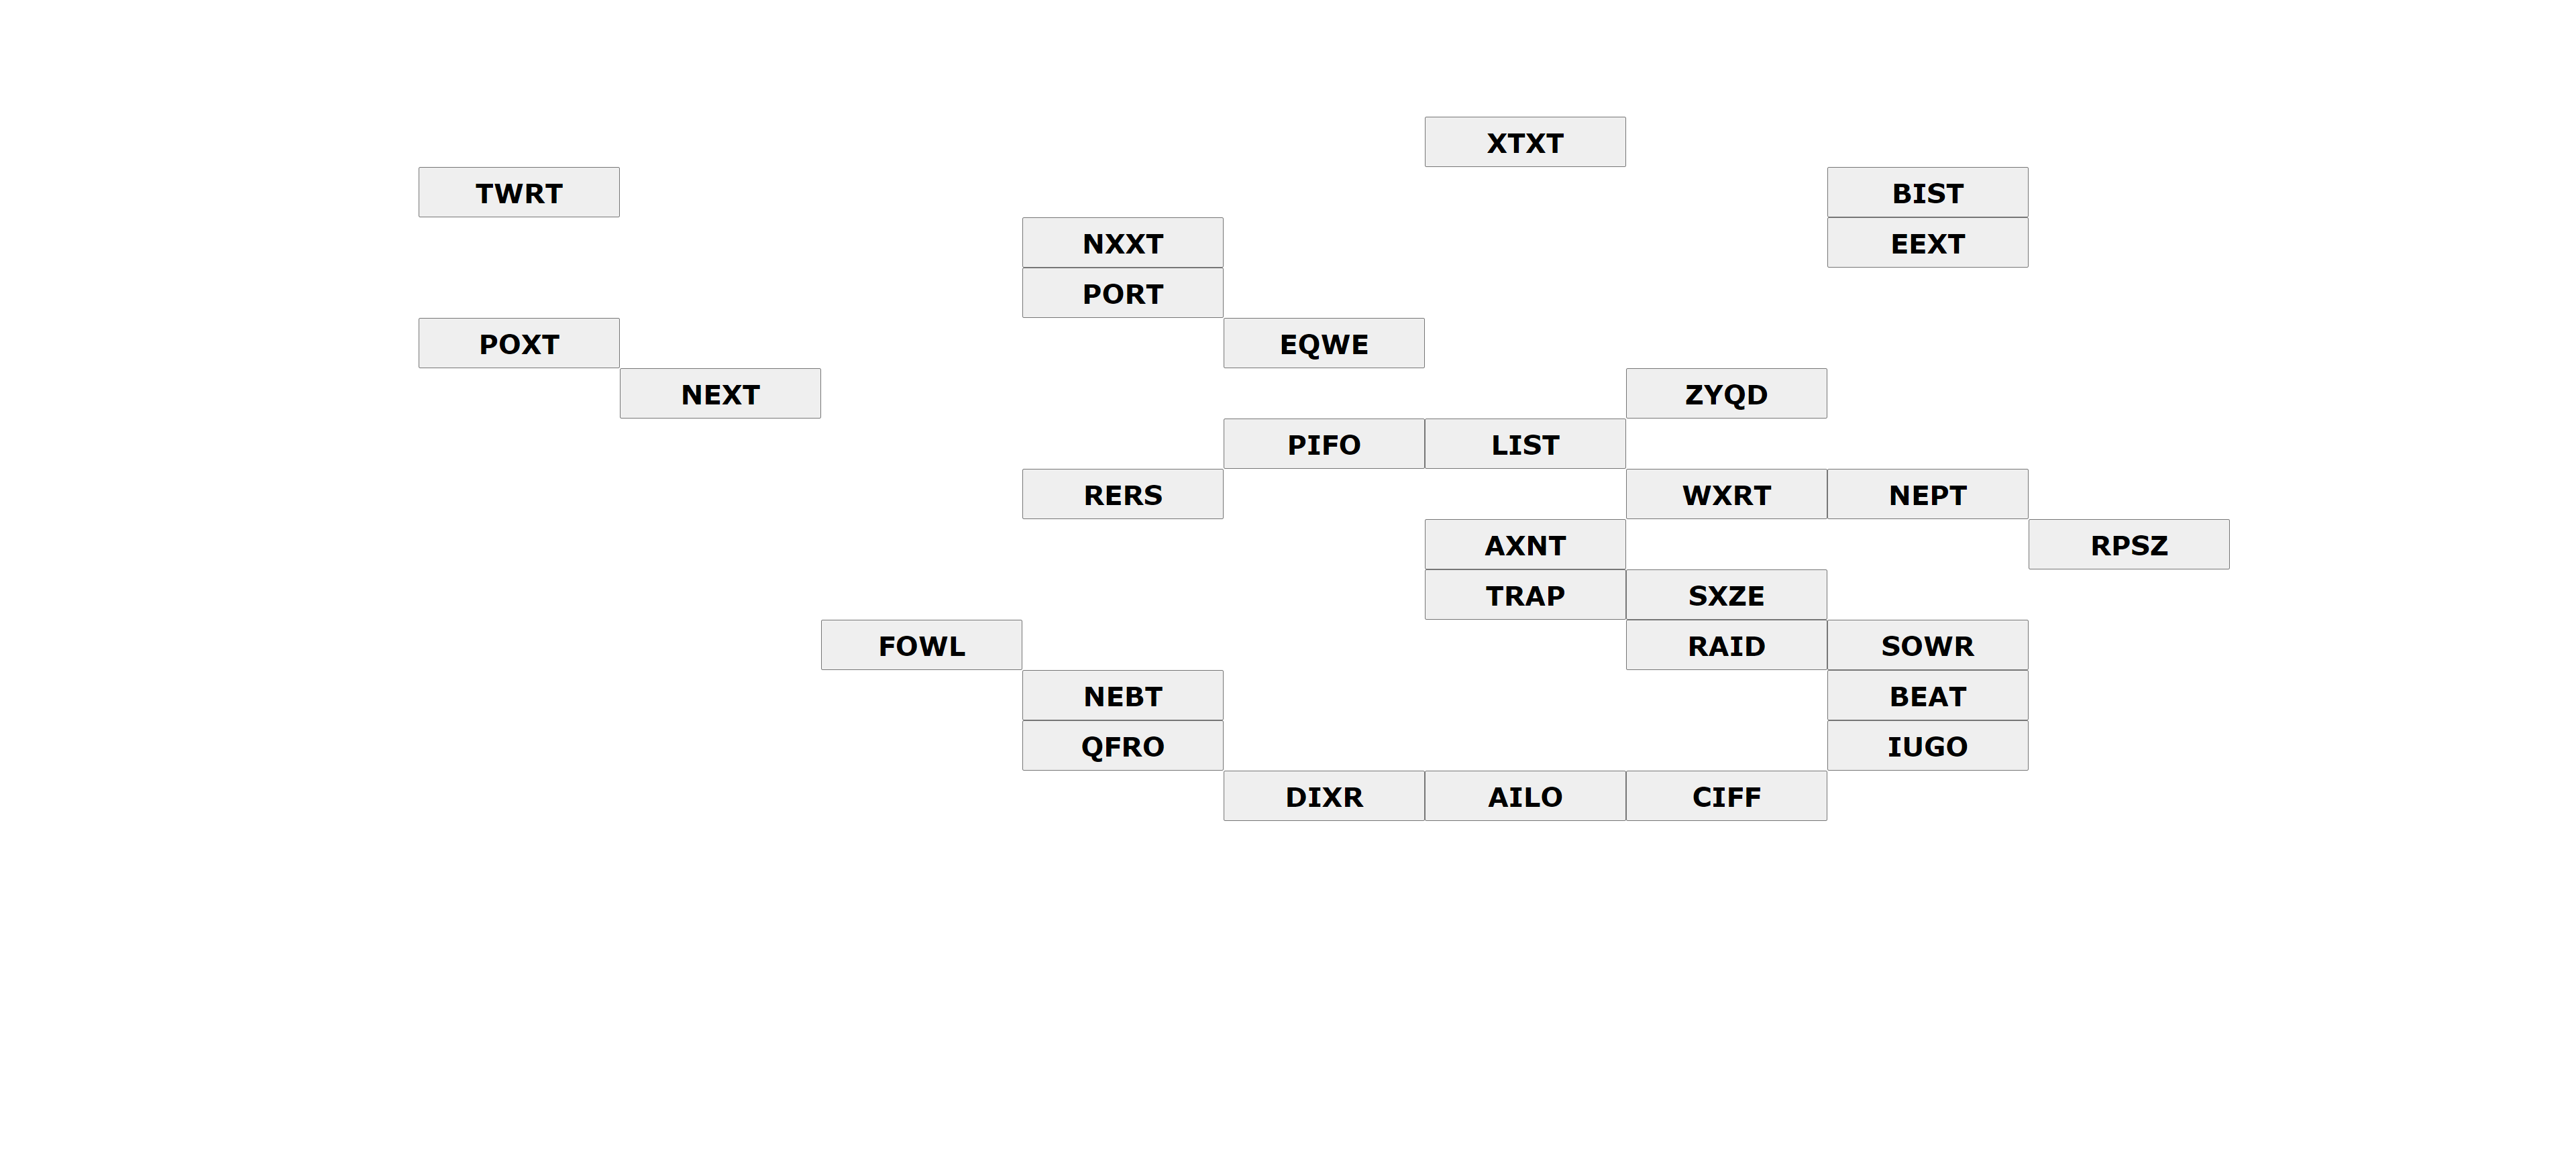 XTXT
TWRT BIST
NXXT EEXT
PORT
POXT EQWE
NEXT ZYQD
PIFO LIST
RERS WXRT NEPT
AXNT RPSZ
TRAP SXZE
FOWL RAID SOWR
NEBT BEAT
QFRO IUGO
DIXR AILO CIFF